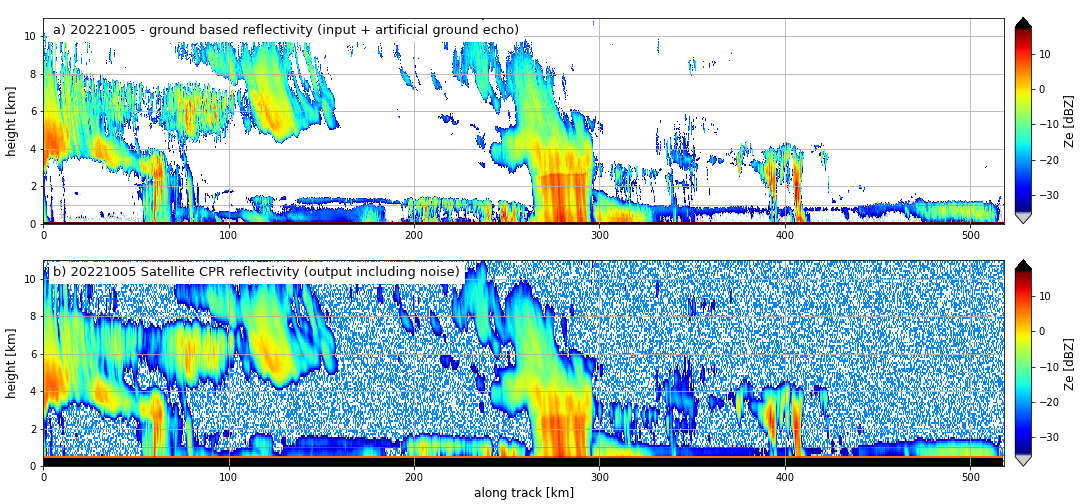 a) 20221005 - ground based reflectivity (input + artificial ground echo)
height [km]
10
8
6
4
2
0
0 100 200 300 400 500
10
0
−10
−20
−30
Ze [dBZ]
b) 20221005 Satellite CPR reflectivity (output including noise)
height [km]
10
8
6
4
2
0
0 100 200 300 400 500
along track [km]
10
0
−10
−20
−30
Ze [dBZ]